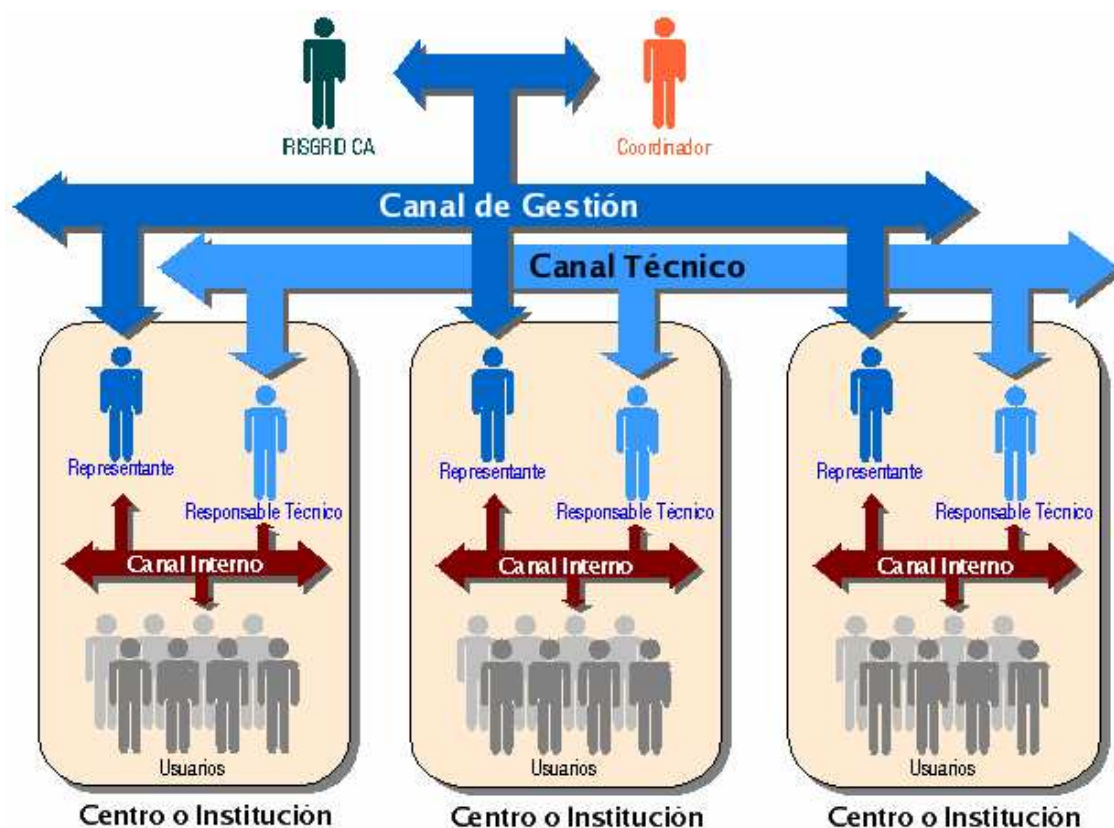 RISGRID CA
Coordinador
Canal de Gestión
Canal Técnico
Representante
Responsable Técnico
Canal Interno
Usuarios
Centro o Institución
Representante
Responsable Técnico
Canal Interno
Usuarios
Centro o Institución
Representante
Responsable Técnico
Canal Interno
Usuarios
Centro o Institución